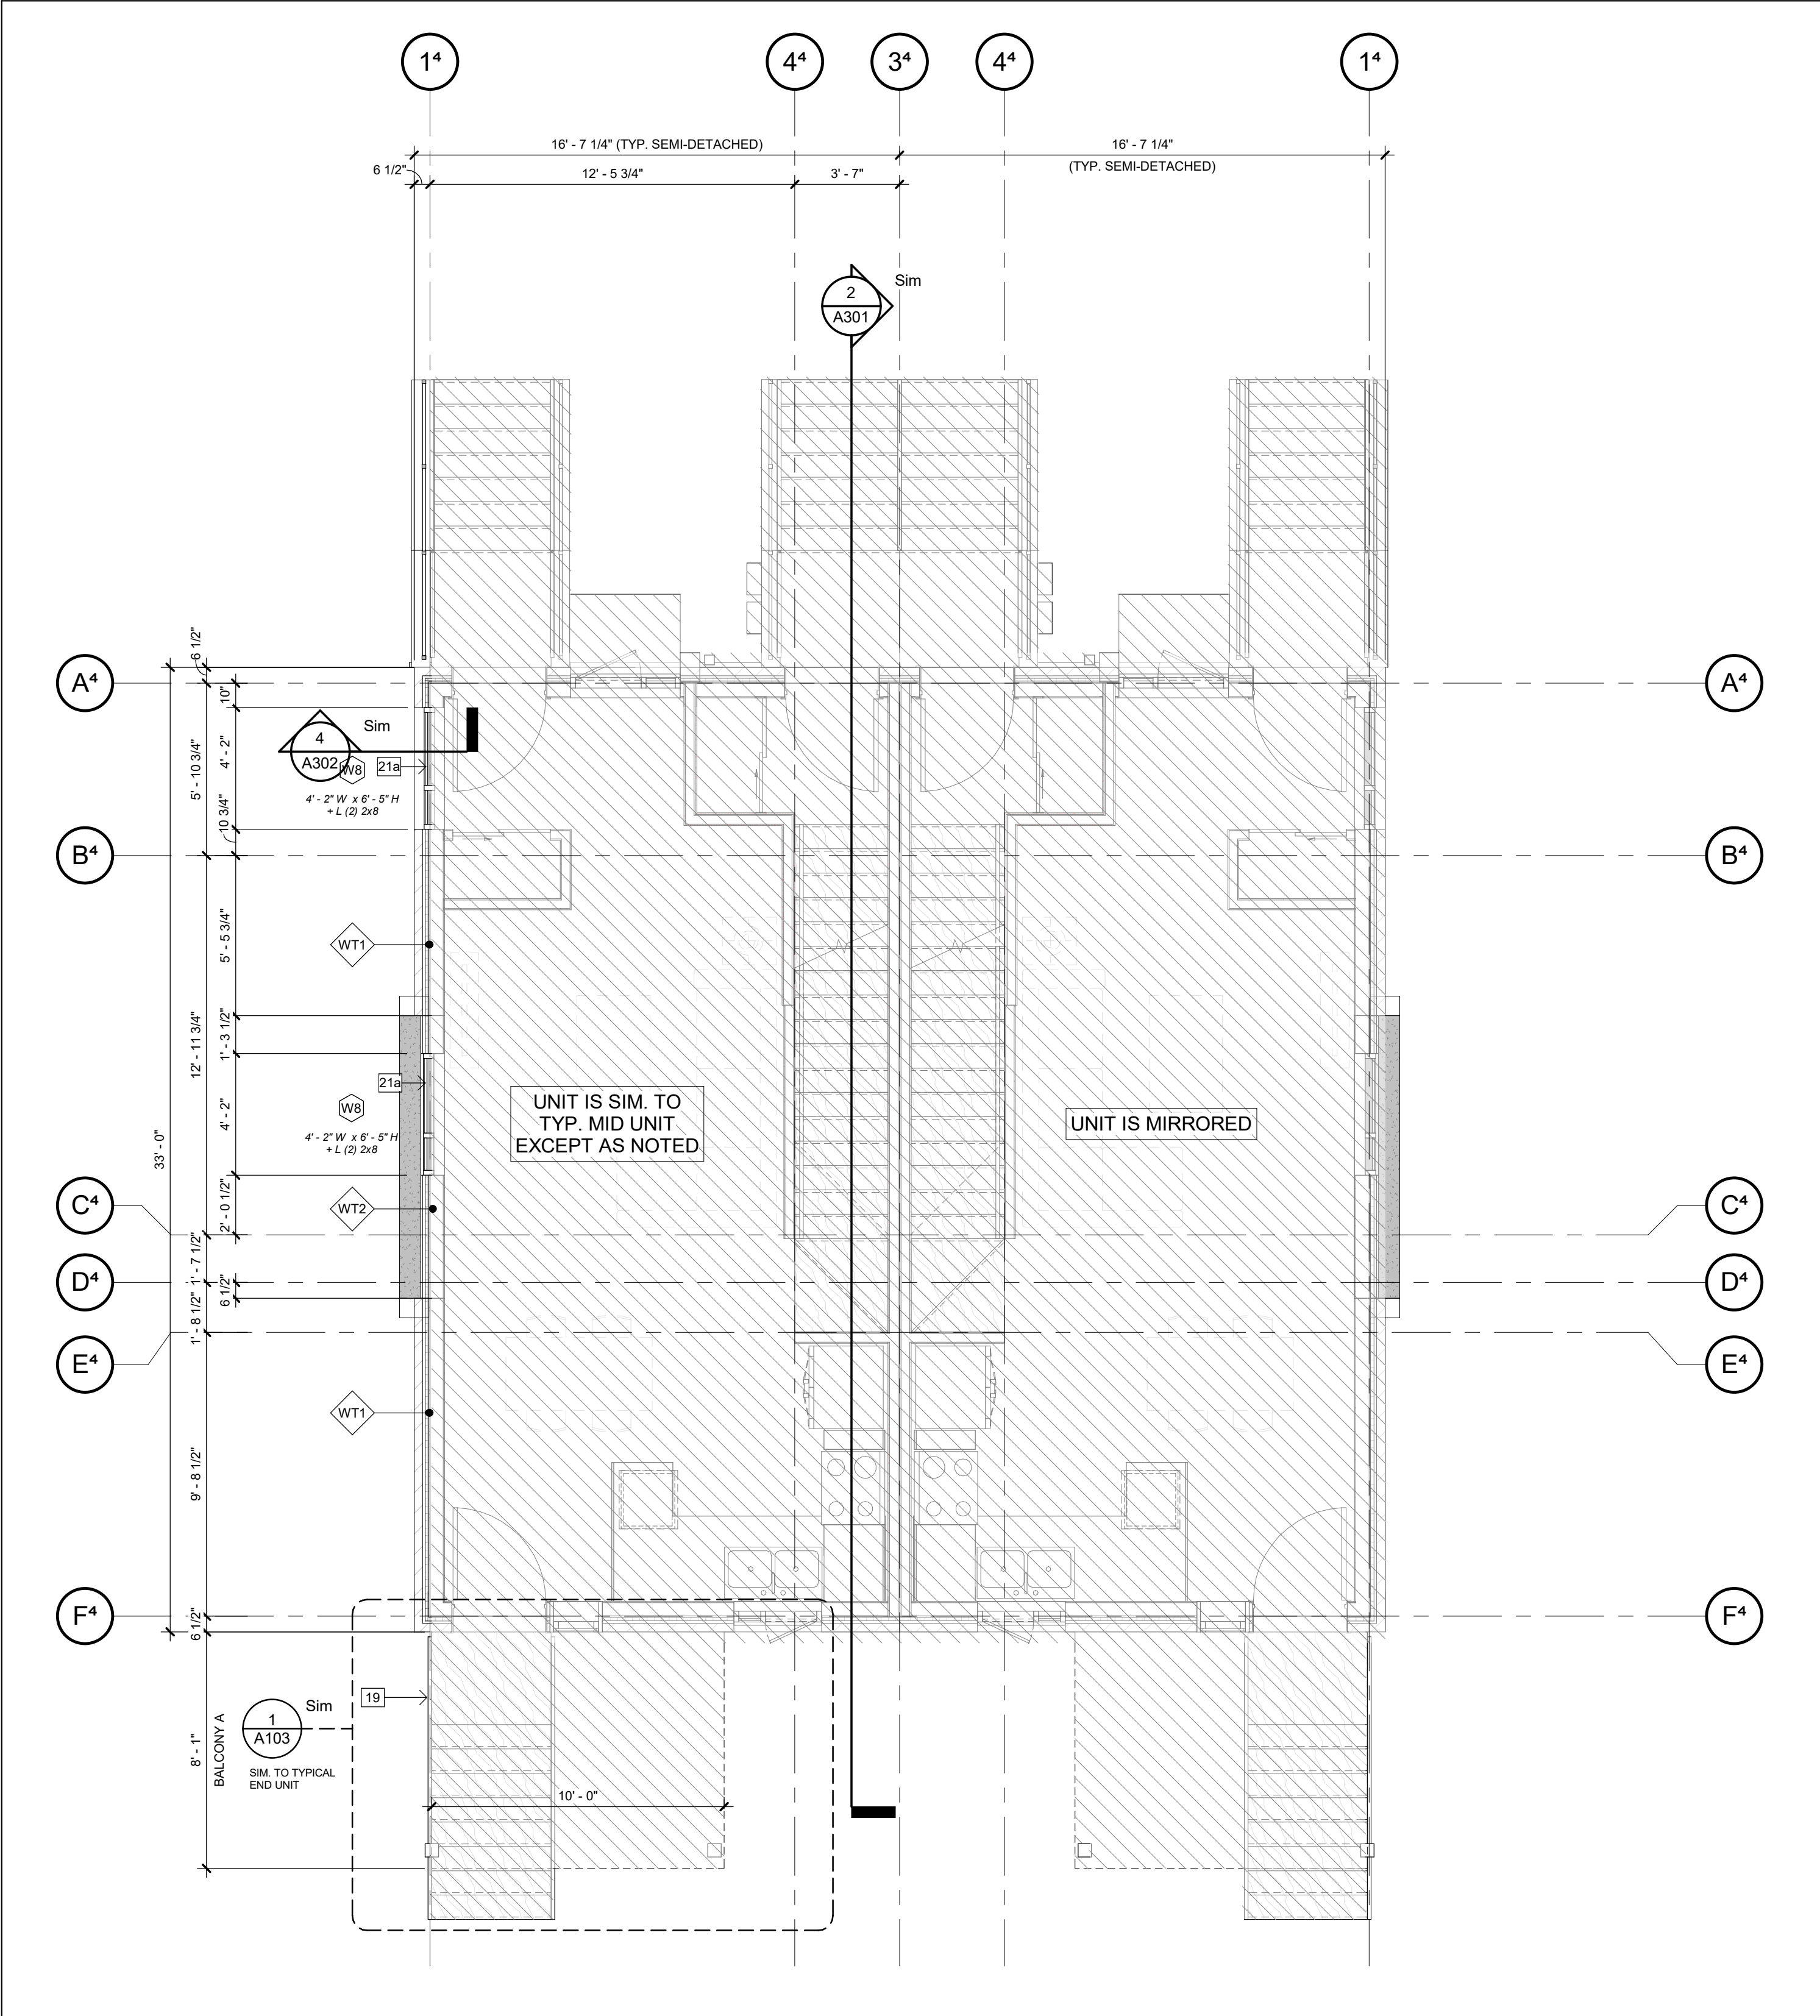 1⁴
4⁴
3⁴
4⁴
1⁴
16' - 7 1/4" (TYP. SEMI-DETACHED)
16' - 7 1/4"
(TYP. SEMI-DETACHED)
6 1/2"
12' - 5 3/4"
3' - 7"
2
A301
Sim
A⁴
A⁴
6 1/2"
10"
5' - 10 3/4"
4' - 2"
10 3/4"
4
A302
Sim
W8
21a
4' - 2" W x 6' - 5" H
+ L (2) 2x8
B⁴
B⁴
5' - 5 3/4"
WT1
12' - 11 3/4"
1' - 3 1/2"
33' - 0"
4' - 2"
21a
W8
4' - 2" W x 6' - 5" H
+ L (2) 2x8
UNIT IS SIM. TO
TYP. MID UNIT
EXCEPT AS NOTED
UNIT IS MIRRORED
C⁴
C⁴
2' - 0 1/2"
WT2
1' - 7 1/2"
D⁴
D⁴
6 1/2"
1' - 8 1/2"
E⁴
E⁴
WT1
9' - 8 1/2"
F⁴
F⁴
6 1/2"
8' - 1"
BALCONY A
1
A103
Sim
SIM. TO TYPICAL
END UNIT
19
10' - 0"